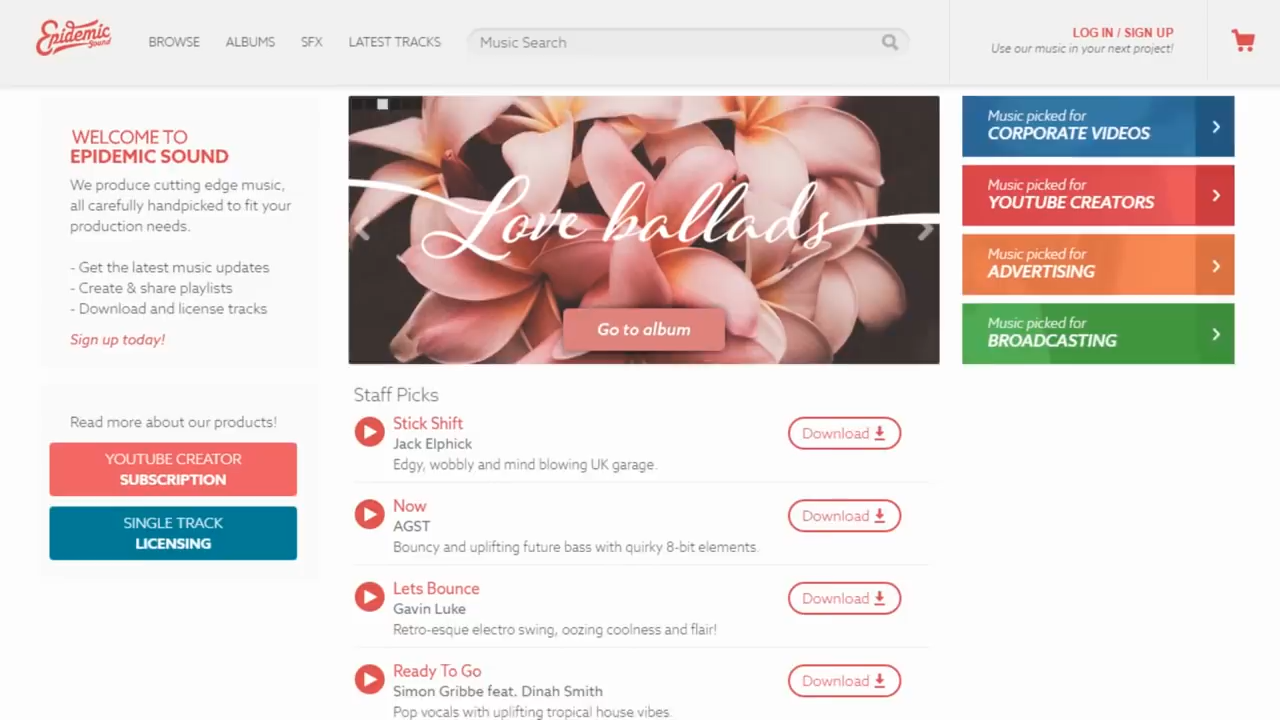 Epidemic
Sound
BROWSE
ALBUMS
SFX
LATEST TRACKS
Music Search
LOG IN / SIGN UP
Use our music in your next project!
WELCOME TO
EPIDEMIC SOUND
We produce cutting edge music,
all carefully handpicked to fit your
production needs.
- Get the latest music updates
- Create & share playlists
- Download and license tracks
Sign up today!
Read more about our products!
YOUTUBE CREATOR
SUBSCRIPTION
SINGLE TRACK
LICENSING
Love ballads
Go to album
Staff Picks
Stick Shift
Jack Elphick
Edgy, wobbly and mind blowing UK garage.
Download
Now
AGST
Bouncy and uplifting future bass with quirky 8-bit elements.
Download
Lets Bounce
Gavin Luke
Retro-esque electro swing, oozing coolness and flair!
Download
Ready To Go
Simon Gribbe feat. Dinah Smith
Pop vocals with uplifting tropical house vibes.
Download
Music picked for
CORPORATE VIDEOS
Music picked for
YOUTUBE CREATORS
Music picked for
ADVERTISING
Music picked for
BROADCASTING